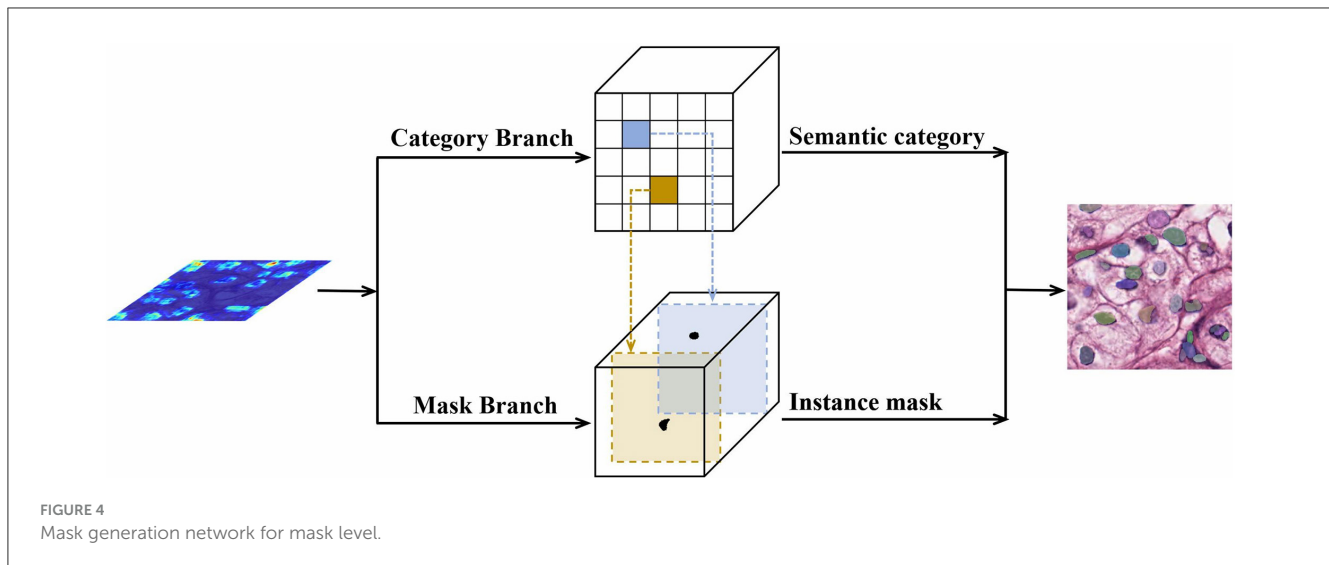 Category Branch
Semantic category
Mask Branch
Instance mask
FIGURE 4
Mask generation network for mask level.